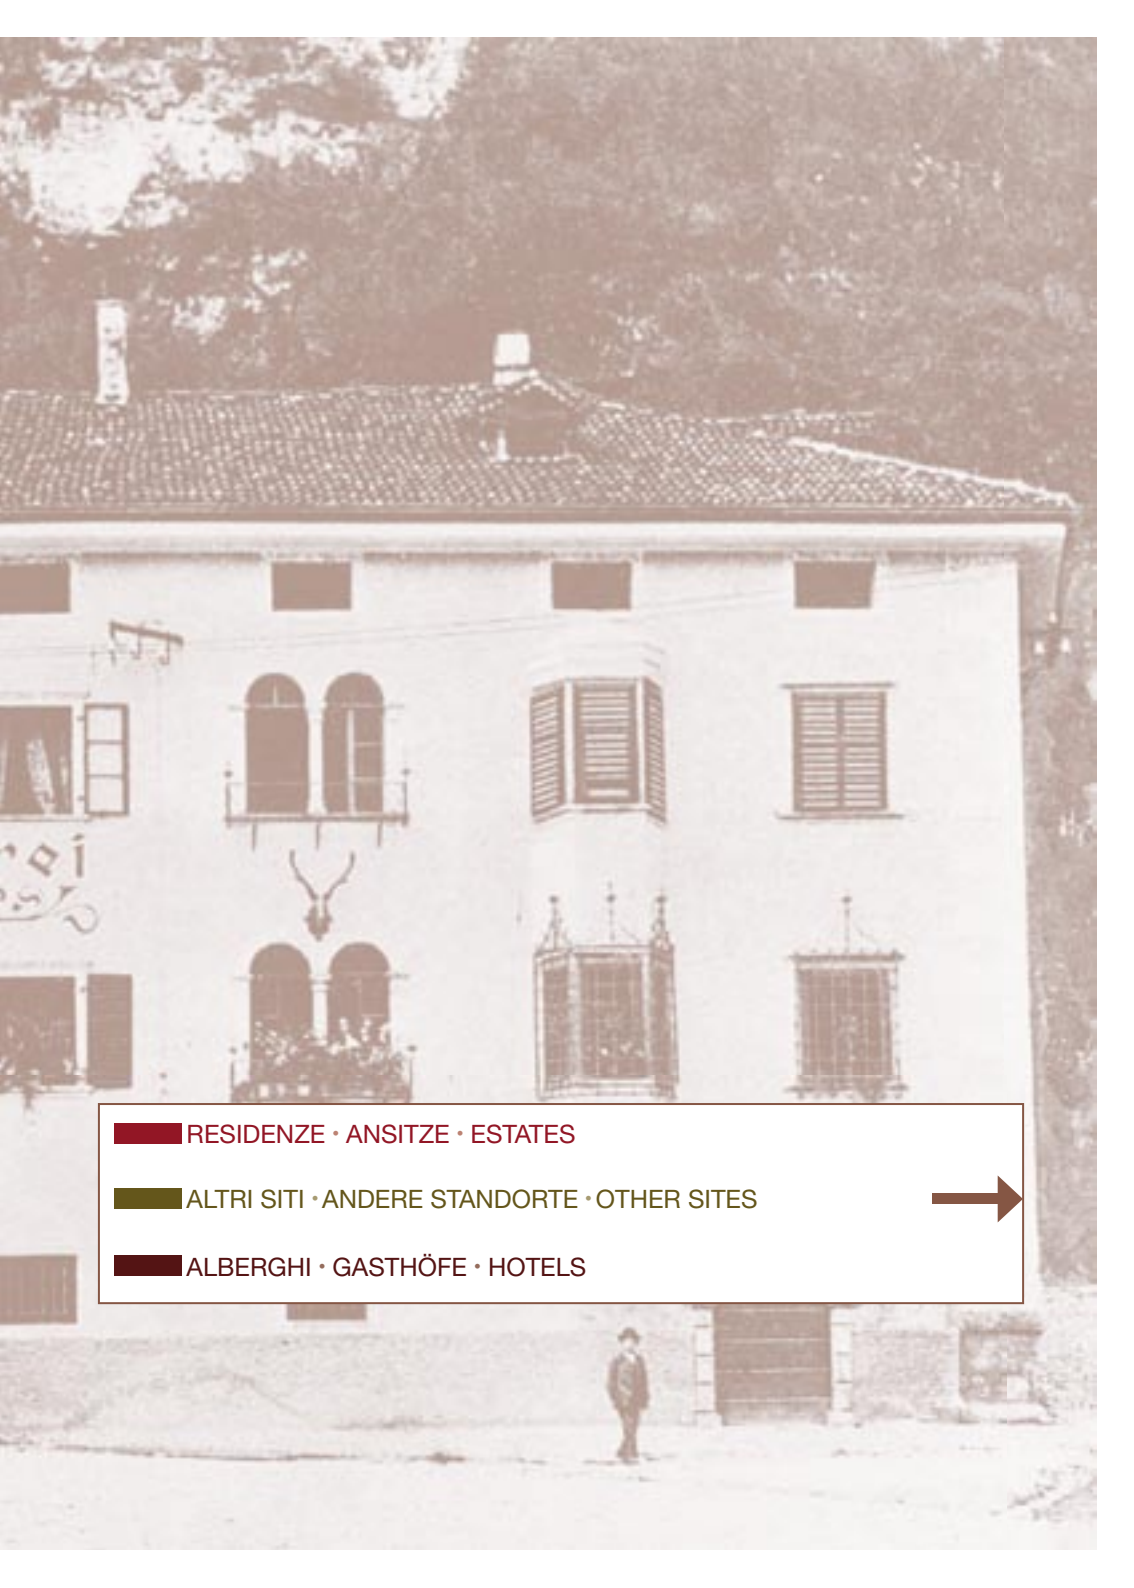 RESIDENZE • ANSITZE • ESTATES
ALTRI SITI • ANDERE STANDORTE • OTHER SITES
ALBERGHI • GASTHÖFE • HOTELS